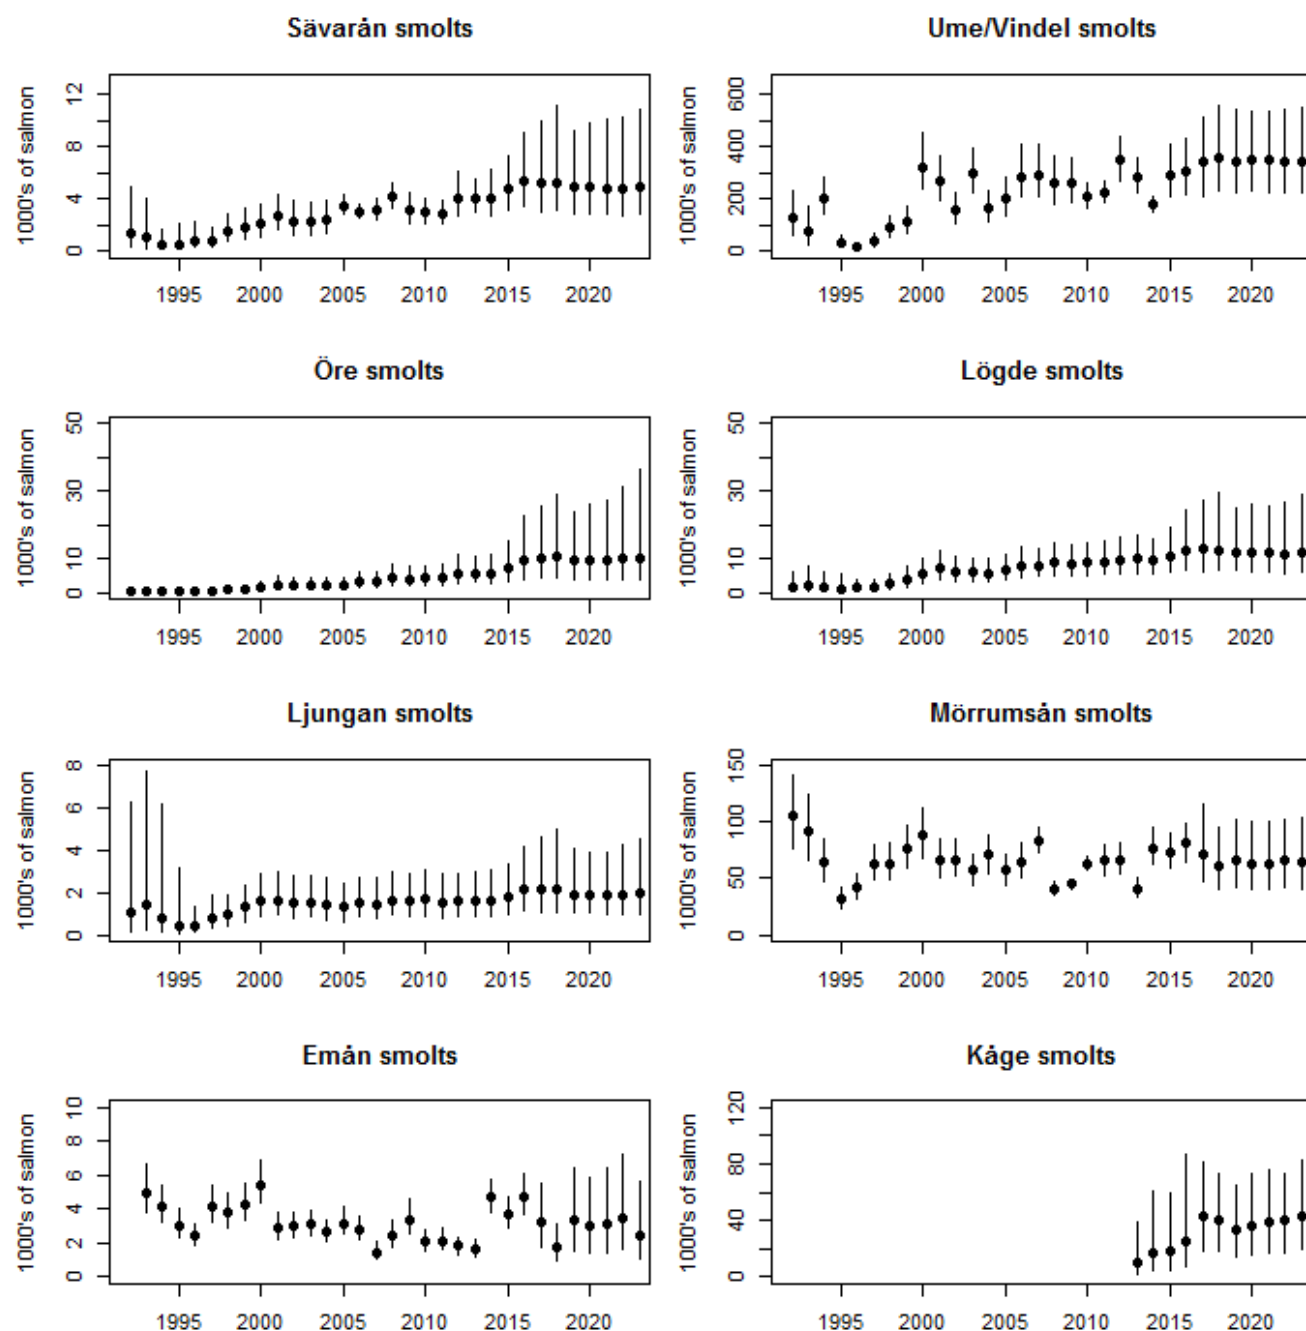 Sävarån smolts
1000's of salmon
0 4 8 12
1995 2000 2005 2010 2015 2020
Ume/Vindel smolts
1000's of salmon
0 200 400 600
1995 2000 2005 2010 2015 2020
Öre smolts
1000's of salmon
0 10 30 50
1995 2000 2005 2010 2015 2020
Lögde smolts
1000's of salmon
0 10 30 50
1995 2000 2005 2010 2015 2020
Ljungan smolts
1000's of salmon
0 2 4 6 8
1995 2000 2005 2010 2015 2020
Mörrumsån smolts
1000's of salmon
0 50 100 150
1995 2000 2005 2010 2015 2020
Emån smolts
1000's of salmon
0 2 4 6 8 10
1995 2000 2005 2010 2015 2020
Kåge smolts
1000's of salmon
0 40 80 120
1995 2000 2005 2010 2015 2020